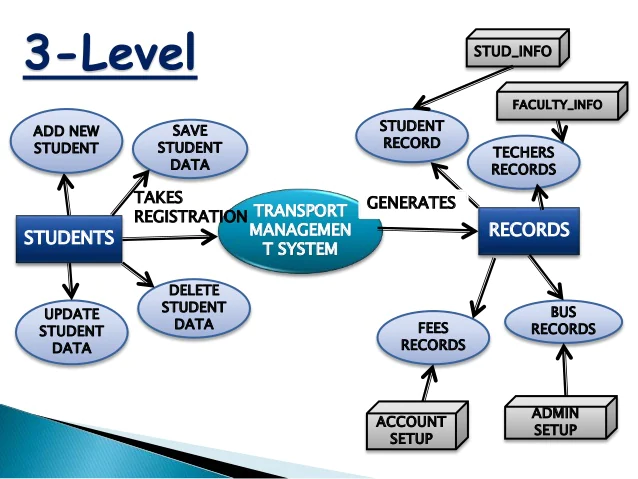 3-Level
STUD_INFO
FACULTY_INFO
ADD NEW
STUDENT
SAVE
STUDENT
DATA
STUDENT
RECORD
TECHERS
RECORDS
TAKES
REGISTRATION
STUDENTS
TRANSPORT
MANAGEMEN
T SYSTEM
GENERATES
RECORDS
UPDATE
STUDENT
DATA
DELETE
STUDENT
DATA
FEES
RECORDS
BUS
RECORDS
ACCOUNT
SETUP
ADMIN
SETUP